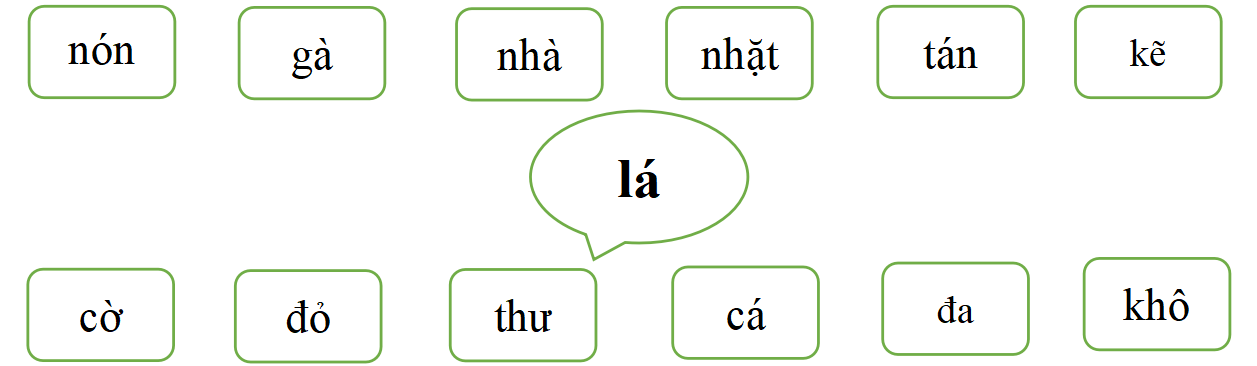 nón gà nhà nhặt tán kẽ
lá
cờ đỏ thư cá đa khô